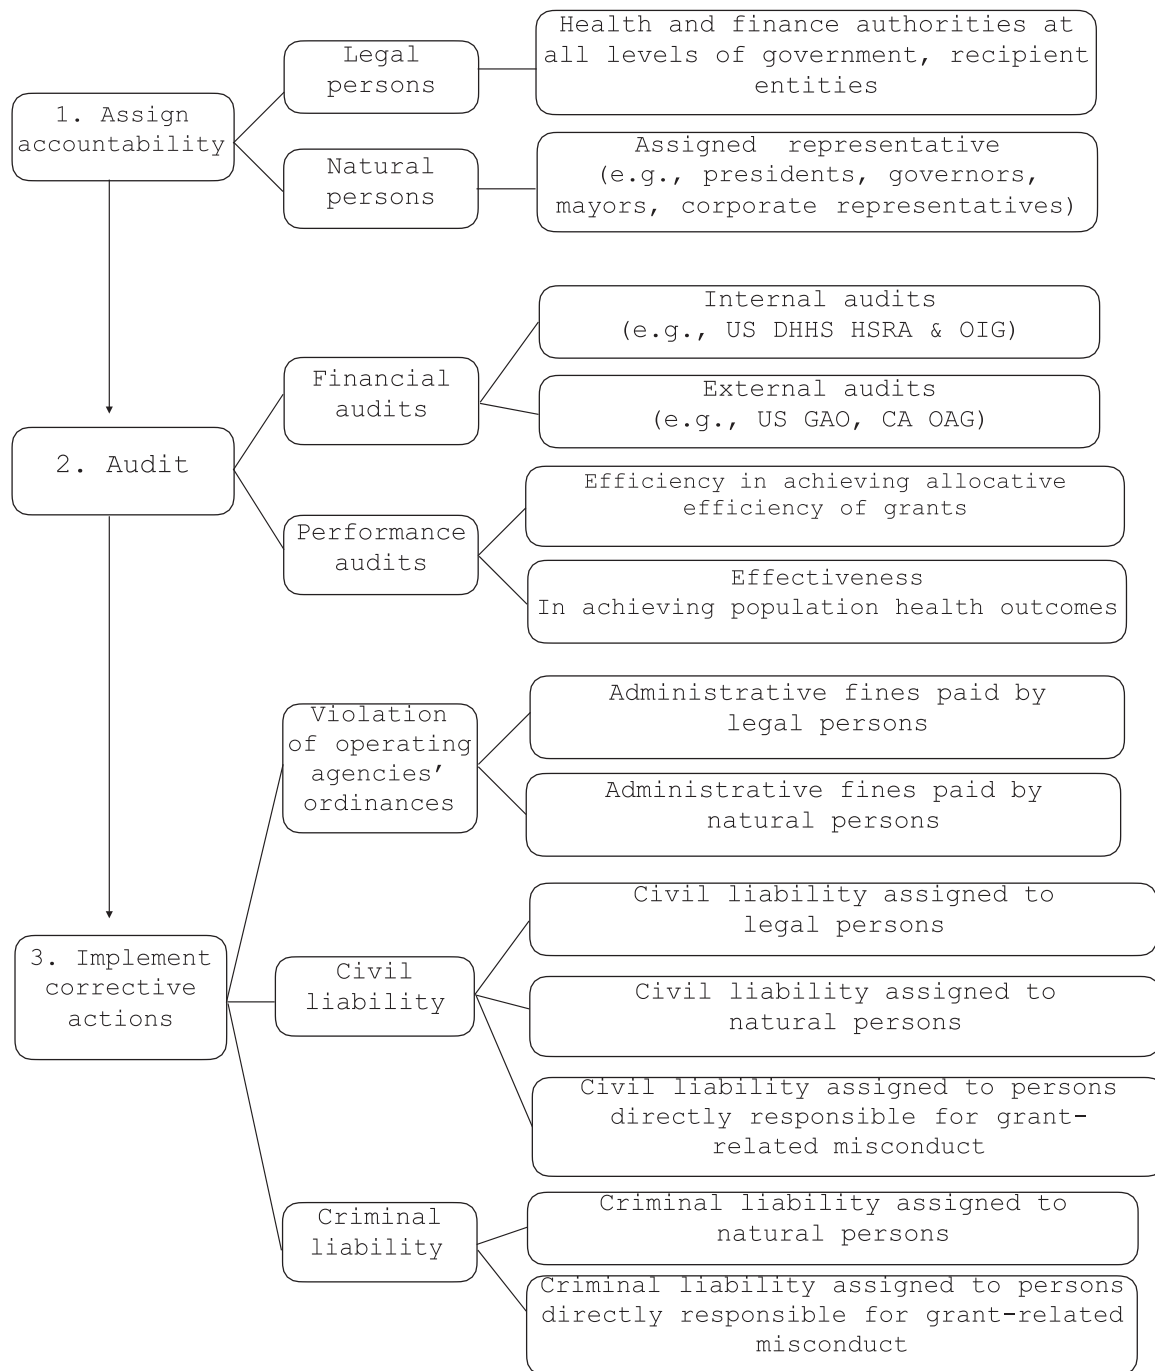 Legal
persons
Health and finance authorities at
all levels of government, recipient
entities
1. Assign
accountability
Natural
persons
Assigned representative
(e.g., presidents, governors,
mayors, corporate representatives)
Internal audits
(e.g., US DHHS HSRA & OIG)
Financial
audits
External audits
(e.g., US GAO, CA OAG)
2. Audit
Efficiency in achieving allocative
efficiency of grants
Performance
audits
Effectiveness
In achieving population health outcomes
Violation
of operating
agencies’
ordinances
Administrative fines paid by
legal persons
Administrative fines paid by
natural persons
Civil liability assigned to
legal persons
3. Implement
corrective
actions
Civil
liability
Civil liability assigned to
natural persons
Civil liability assigned to persons
directly responsible for grant-
related misconduct
Criminal
liability
Criminal liability assigned to
natural persons
Criminal liability assigned to persons
directly responsible for grant-related
misconduct